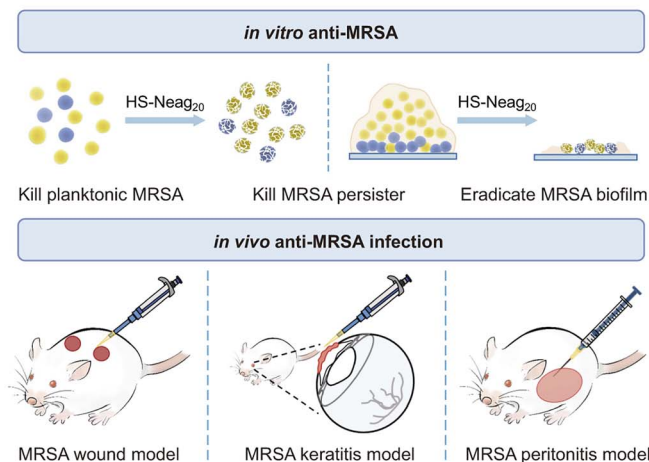 in vitro anti-MRSA
HS-Neag20
HS-Neag20
Kill planktonic MRSA
Kill MRSA persister
Eradicate MRSA biofilm
in vivo anti-MRSA infection
MRSA wound model
MRSA keratitis model
MRSA peritonitis model